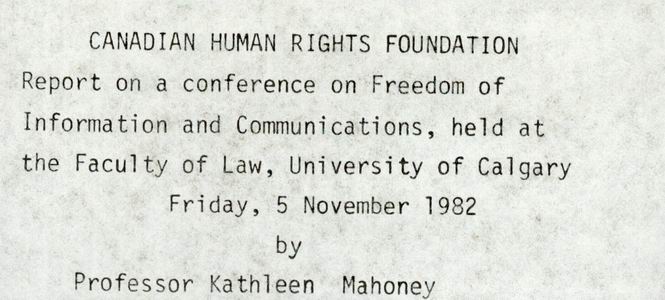 CANADIAN HUMAN RIGHTS FOUNDATION
Report on a conference on Freedom of
Information and Communications, held at
the Faculty of Law, University of Calgary
Friday, 5 November 1982
by
Professor Kathleen Mahoney